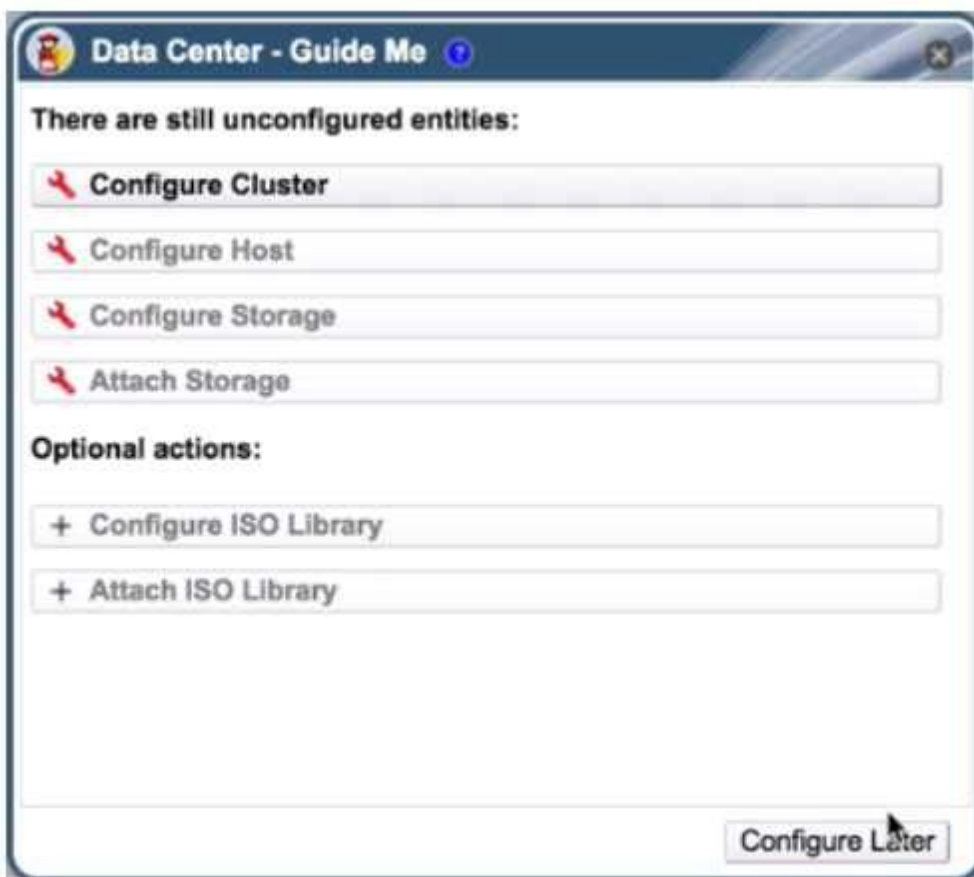 Data Center - Guide Me ?
There are still unconfigured entities:
Configure Cluster
Configure Host
Configure Storage
Attach Storage
Optional actions:
+ Configure ISO Library
+ Attach ISO Library
Configure Later